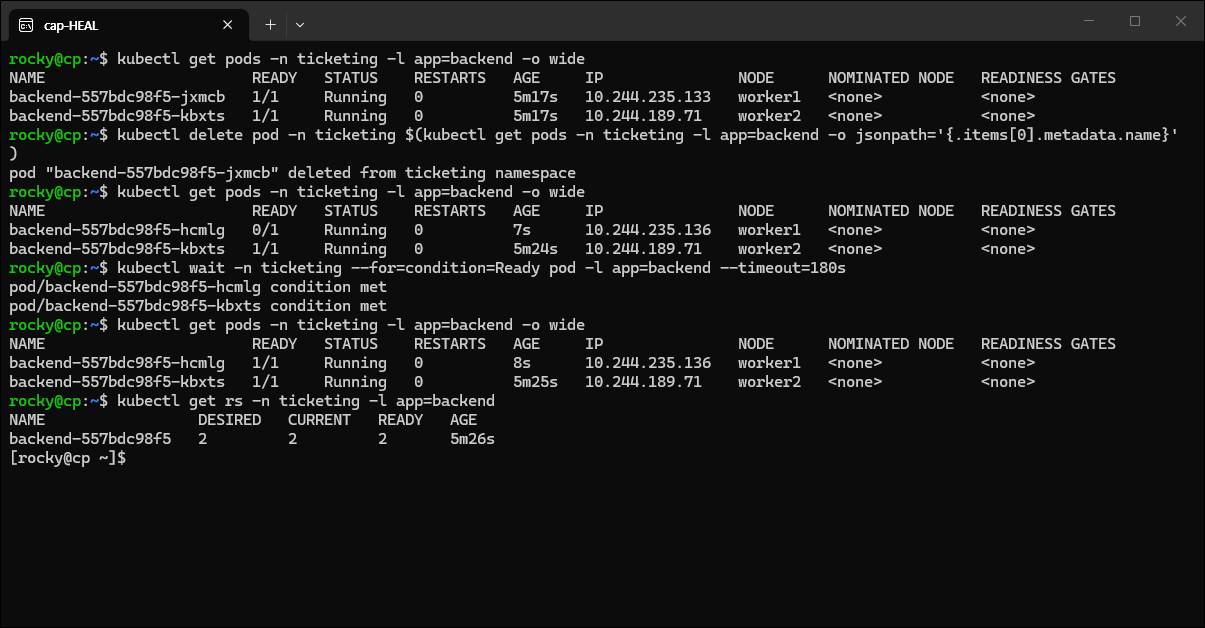 cap-HEAL
rocky@cp:~$ kubectl get pods -n ticketing -l app=backend -o wide
NAME                       READY   STATUS    RESTARTS   AGE     IP               NODE      NOMINATED NODE   READINESS GATES
backend-557bdc98f5-jxmcb   1/1     Running   0          5m17s   10.244.235.133   worker1   <none>           <none>
backend-557bdc98f5-kbxts   1/1     Running   0          5m17s   10.244.189.71    worker2   <none>           <none>
rocky@cp:~$ kubectl delete pod -n ticketing $(kubectl get pods -n ticketing -l app=backend -o jsonpath='{.items[0].metadata.name}'
)
pod "backend-557bdc98f5-jxmcb" deleted from ticketing namespace
rocky@cp:~$ kubectl get pods -n ticketing -l app=backend -o wide
NAME                       READY   STATUS    RESTARTS   AGE     IP               NODE      NOMINATED NODE   READINESS GATES
backend-557bdc98f5-hcmlg   0/1     Running   0          7s      10.244.235.136   worker1   <none>           <none>
backend-557bdc98f5-kbxts   1/1     Running   0          5m24s   10.244.189.71    worker2   <none>           <none>
rocky@cp:~$ kubectl wait -n ticketing --for=condition=Ready pod -l app=backend --timeout=180s
pod/backend-557bdc98f5-hcmlg condition met
pod/backend-557bdc98f5-kbxts condition met
rocky@cp:~$ kubectl get pods -n ticketing -l app=backend -o wide
NAME                       READY   STATUS    RESTARTS   AGE     IP               NODE      NOMINATED NODE   READINESS GATES
backend-557bdc98f5-hcmlg   1/1     Running   0          8s      10.244.235.136   worker1   <none>           <none>
backend-557bdc98f5-kbxts   1/1     Running   0          5m25s   10.244.189.71    worker2   <none>           <none>
rocky@cp:~$ kubectl get rs -n ticketing -l app=backend
NAME                 DESIRED   CURRENT   READY   AGE
backend-557bdc98f5   2         2         2       5m26s
[rocky@cp ~]$